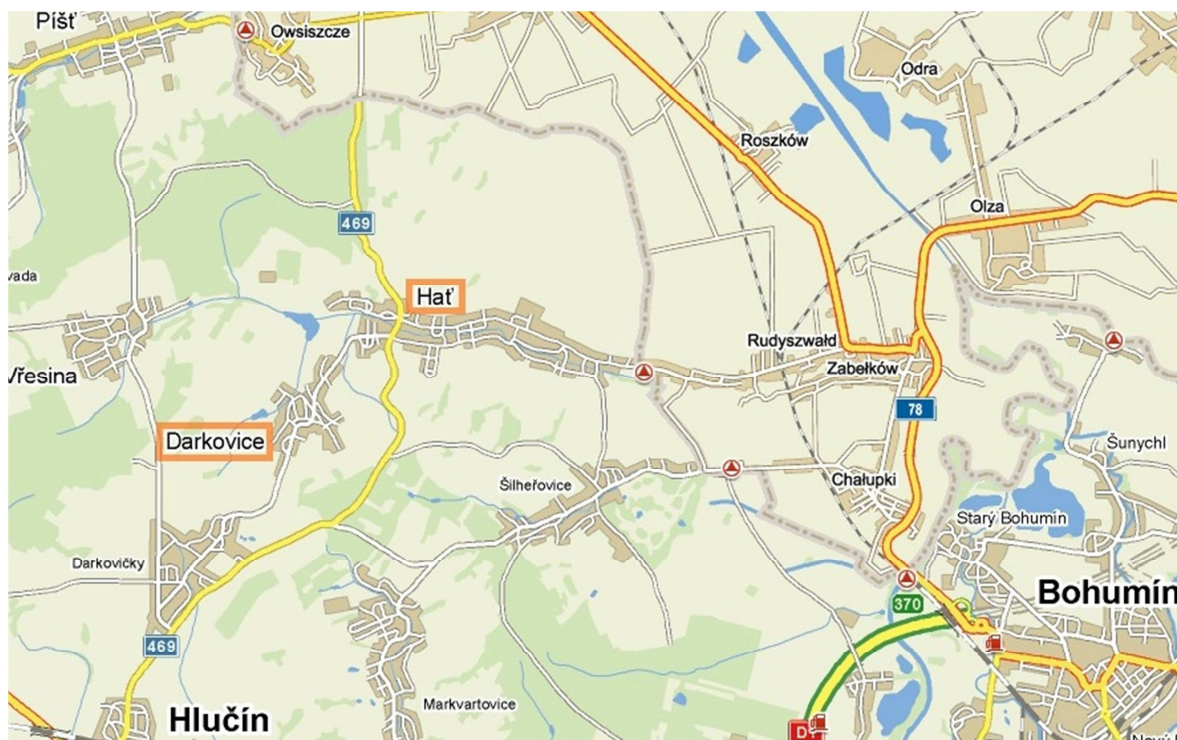 Píšť
Owsiszcze
Odra
Roszków
Olza
469
vada
Hať
Rudyszwałd
Zabełków
Vřesina
78
Darkovice
Šunychl
Šilheřovice
Chałupki
Starý Bohumín
Darkovičky
Bohumín
370
469
Markvartovice
Hlučín
D1